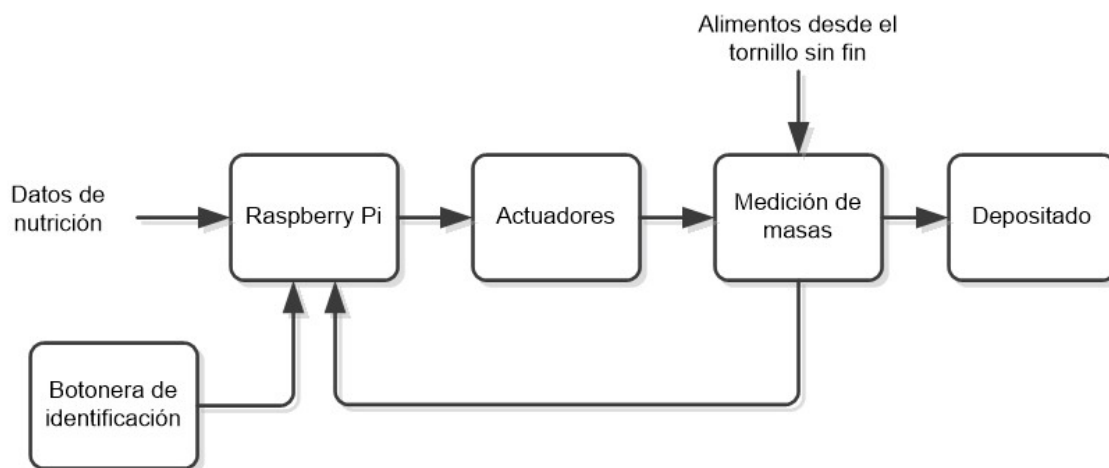 Alimentos desde el
tornillo sin fin
Datos de
nutrición
Raspberry Pi
Actuadores
Medición de
masas
Depositado
Botonera de
identificación